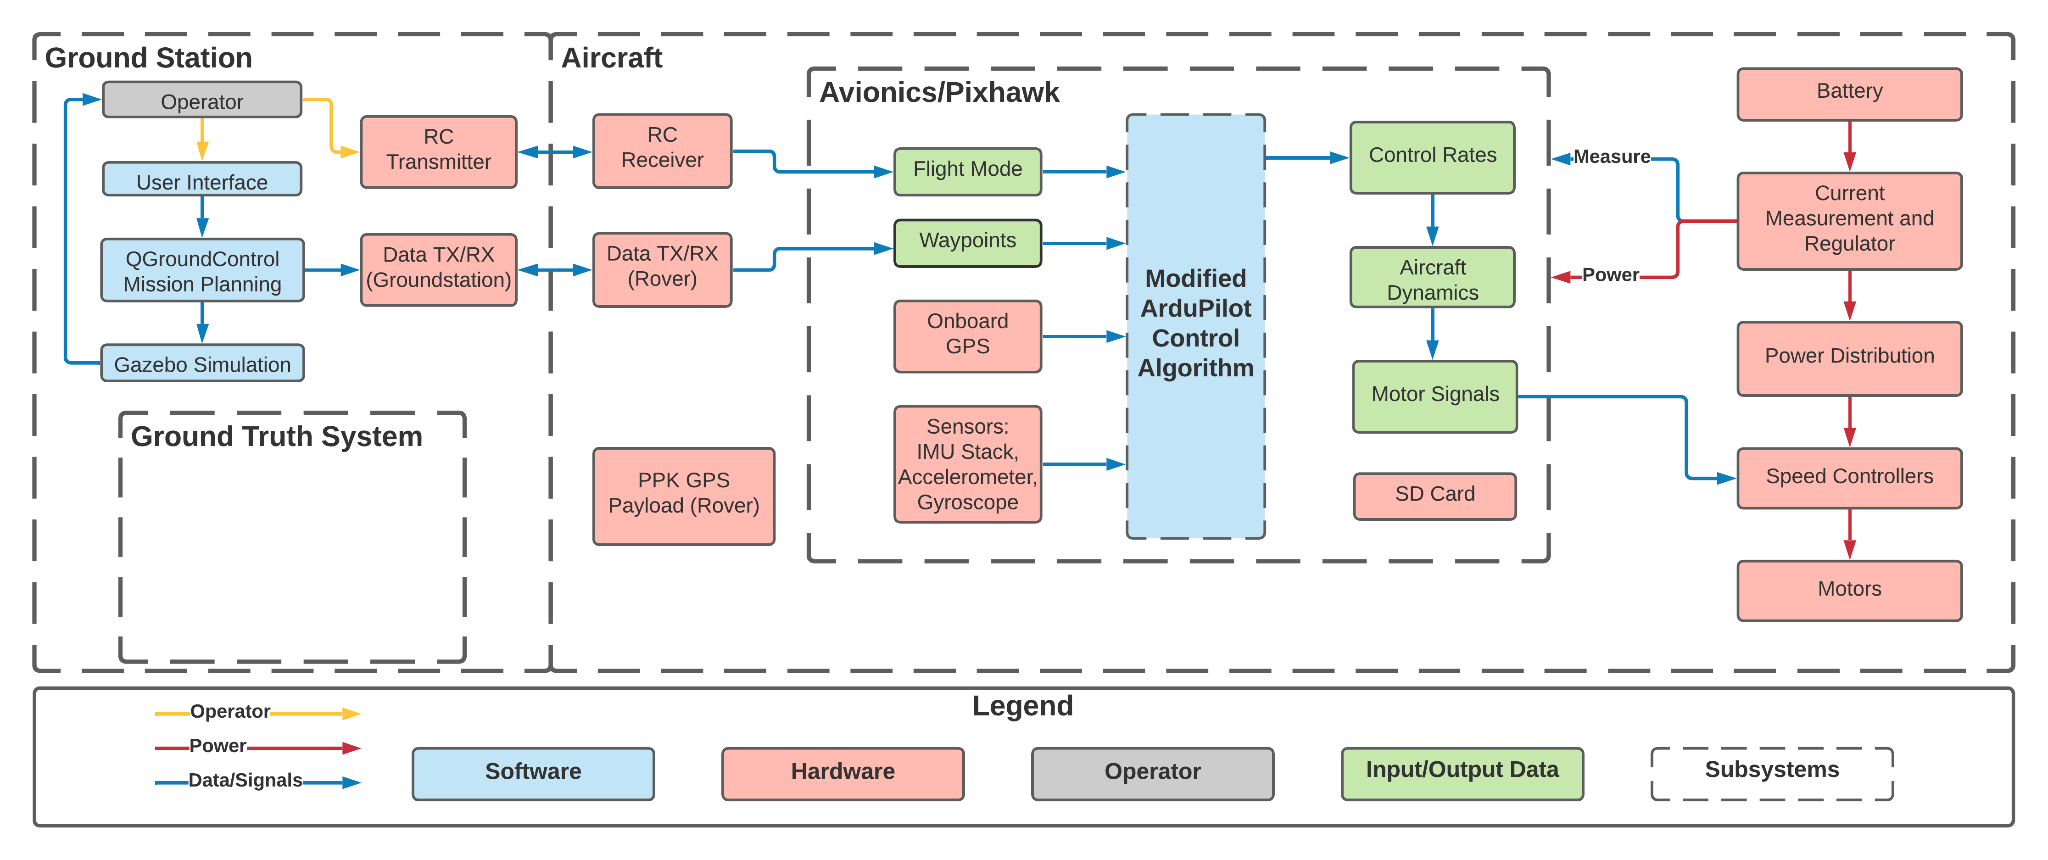 Ground Station
Operator
RC
Transmitter
User Interface
QGroundControl
Mission Planning
Data TX/RX
(Groundstation)
Gazebo Simulation
Ground Truth System
Aircraft
RC
Receiver
Data TX/RX
(Rover)
PPK GPS
Payload (Rover)
Avionics/Pixhawk
Flight Mode
Waypoints
Onboard
GPS
Sensors:
IMU Stack,
Accelerometer,
Gyroscope
Modified
ArduPilot
Control
Algorithm
Control Rates
Aircraft
Dynamics
Motor Signals
SD Card
Measure
Power
Battery
Current
Measurement and
Regulator
Power Distribution
Speed Controllers
Motors
Legend
Operator
Power
Data/Signals
Software
Hardware
Operator
Input/Output Data
Subsystems